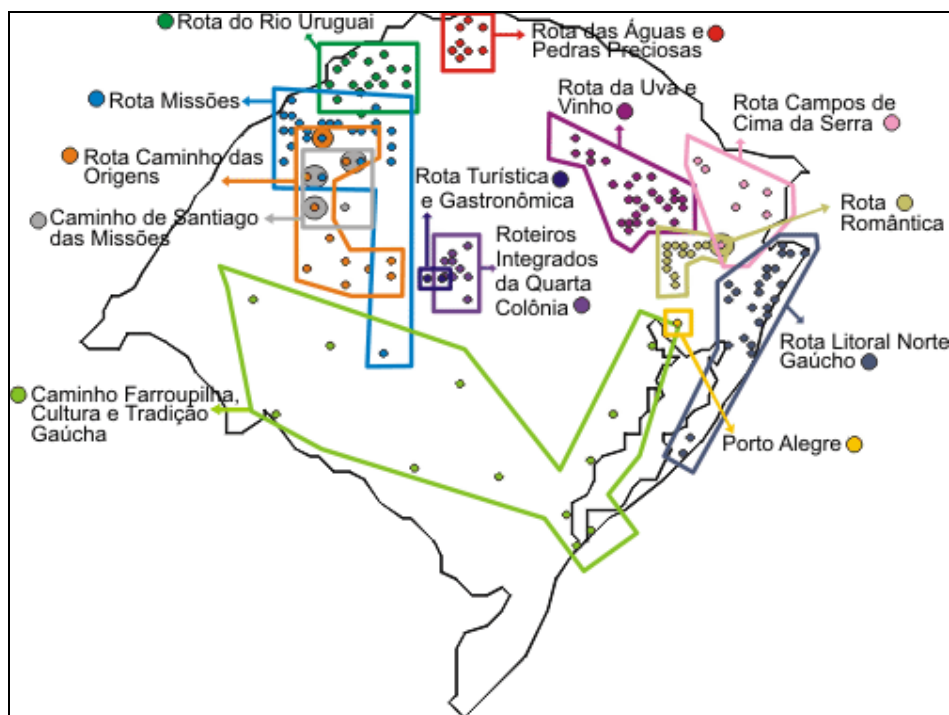 Rota do Rio Uruguai
Rota das Águas e
Pedras Preciosas
Rota Missões
Rota da Uva e
Vinho
Rota Campos de
Cima da Serra
Rota Caminho das
Origens
Rota Turística
e Gastronômica
Caminho de Santiago
das Missões
Rota
Romântica
Roteiros
Integrados
da Quarta
Colônia
Rota Litoral Norte
Gaúcho
Caminho Farroupilha,
Cultura e Tradição
Gaúcha
Porto Alegre